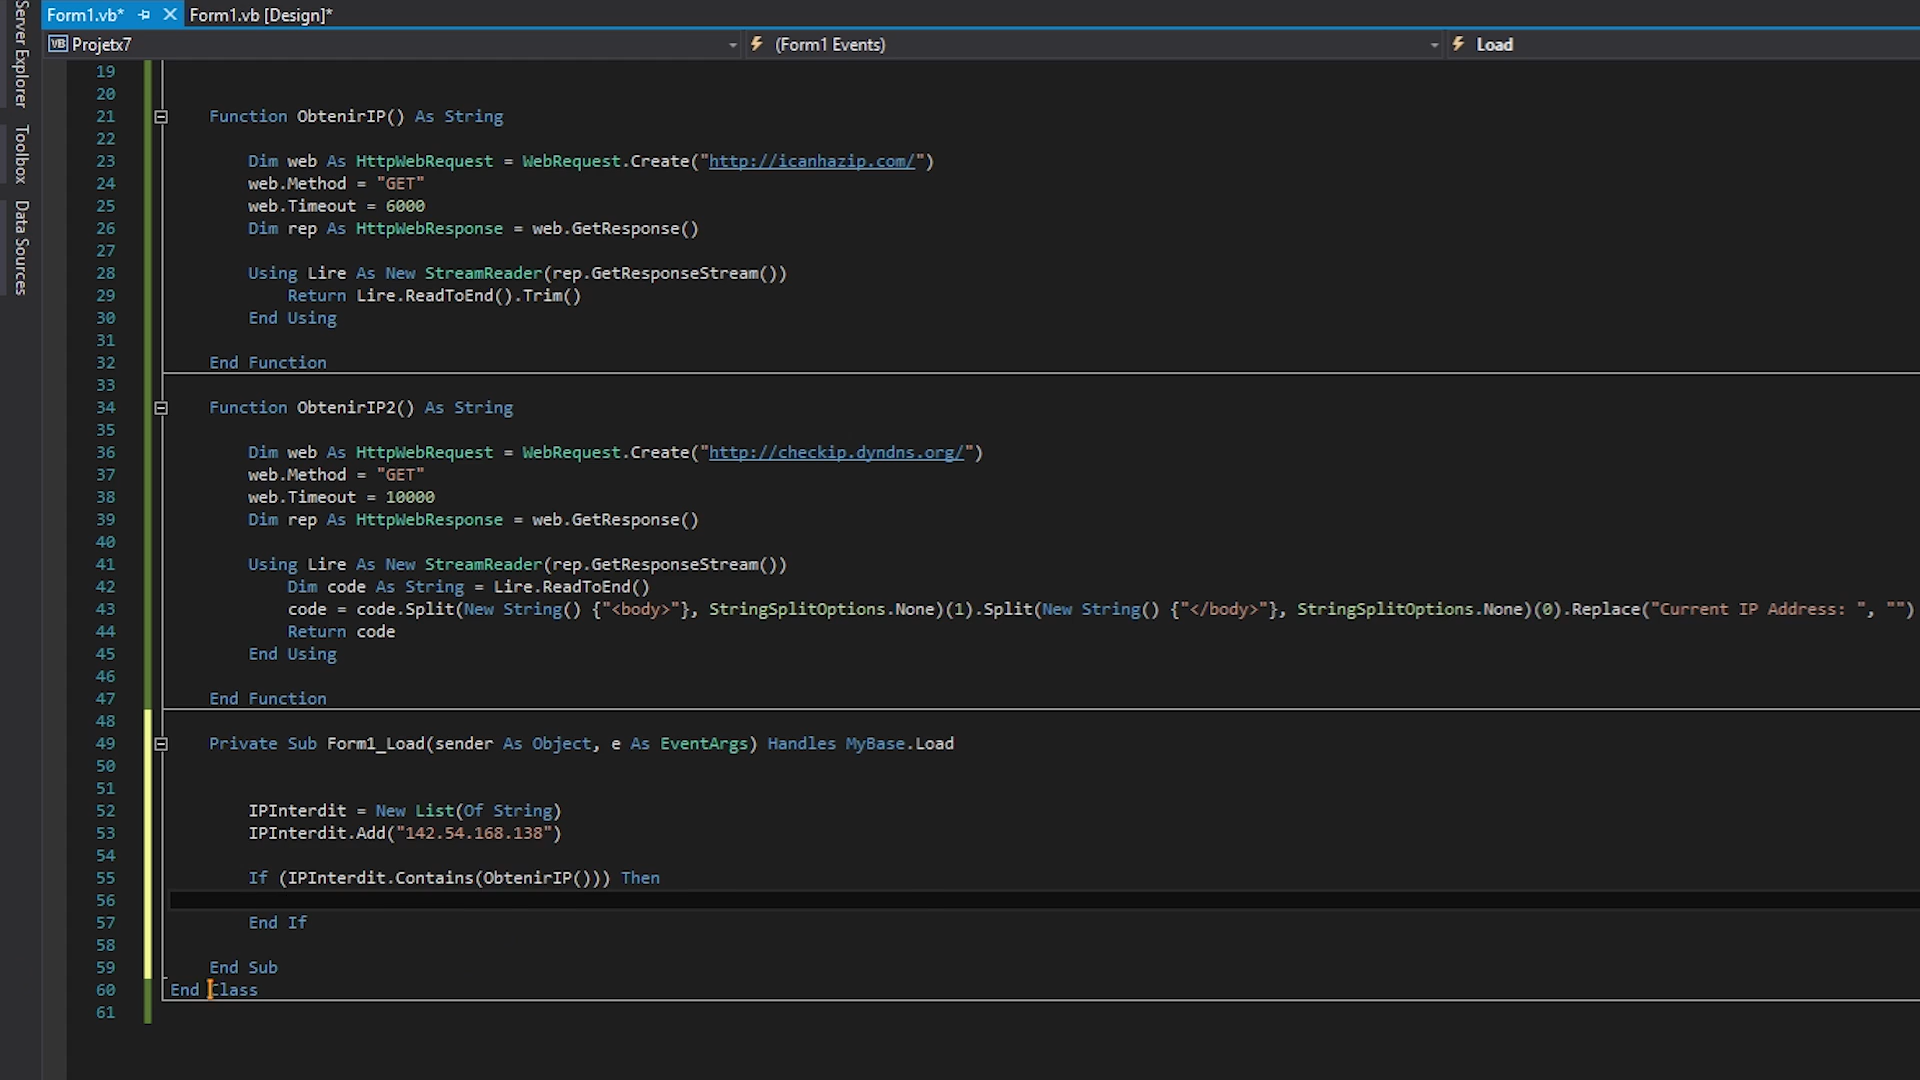 Form1.vb*
Form1.vb [Design]*
Server Explorer
Toolbox
Data Sources
VB Projetx7
(Form1 Events)
Load
19
20
21 Function ObtenirIP() As String
22
23 Dim web As HttpWebRequest = WebRequest.Create("http://icanhazip.com/")
24 web.Method = "GET"
25 web.Timeout = 6000
26 Dim rep As HttpWebResponse = web.GetResponse()
27
28 Using Lire As New StreamReader(rep.GetResponseStream())
29 Return Lire.ReadToEnd().Trim()
30 End Using
31
32 End Function
33
34 Function ObtenirIP2() As String
35
36 Dim web As HttpWebRequest = WebRequest.Create("http://checkip.dyndns.org/")
37 web.Method = "GET"
38 web.Timeout = 10000
39 Dim rep As HttpWebResponse = web.GetResponse()
40
41 Using Lire As New StreamReader(rep.GetResponseStream())
42 Dim code As String = Lire.ReadToEnd()
43 code = code.Split(New String() {"<body>"}, StringSplitOptions.None)(1).Split(New String() {"</body>"}, StringSplitOptions.None)(0).Replace("Current IP Address: ", "")
44 Return code
45 End Using
46
47 End Function
48
49 Private Sub Form1_Load(sender As Object, e As EventArgs) Handles MyBase.Load
50
51
52 IPInterdit = New List(Of String)
53 IPInterdit.Add("142.54.168.138")
54
55 If (IPInterdit.Contains(ObtenirIP())) Then
56
57 End If
58
59 End Sub
60 End Class
61